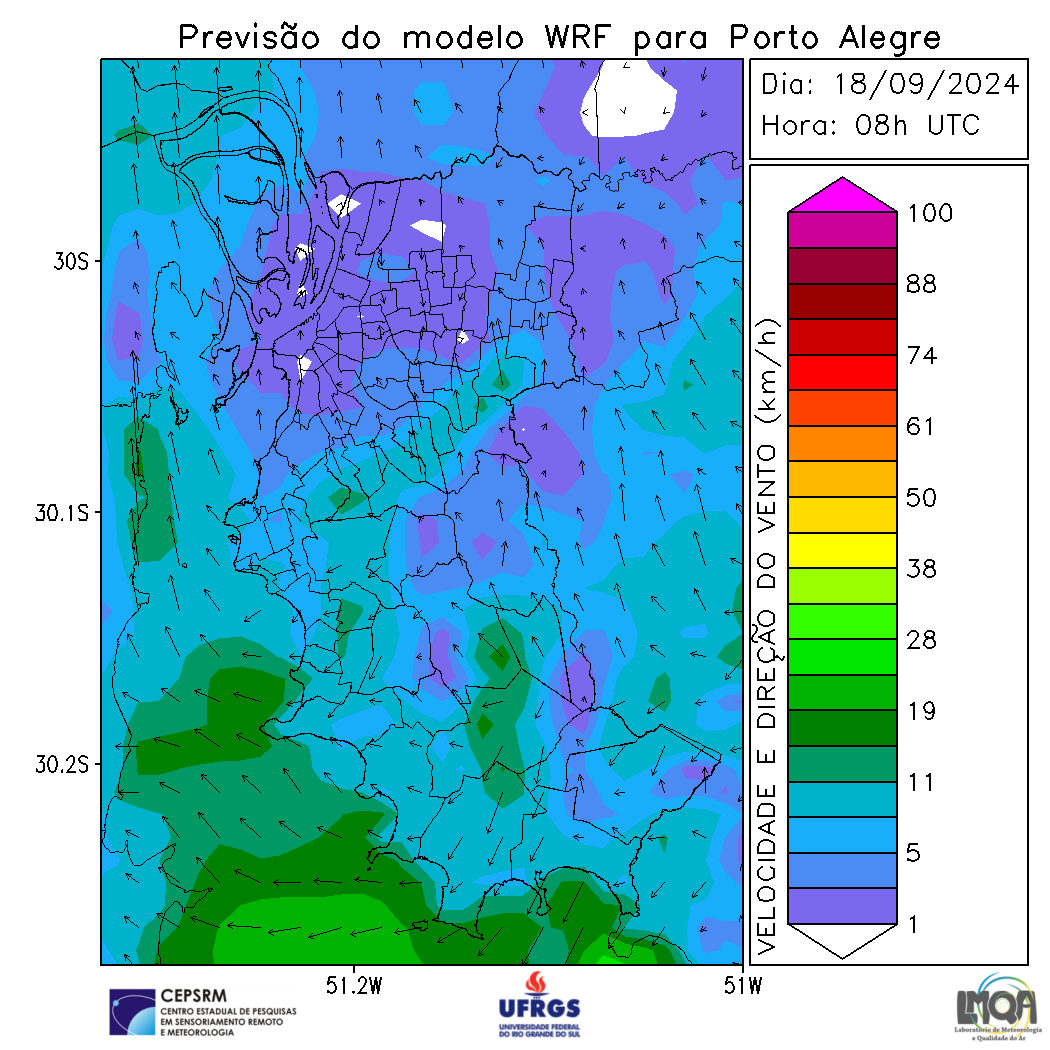 Previsão do modelo WRF para Porto Alegre
Dia: 18/09/2024
Hora: 08h UTC
100
88
74
61
50
38
28
19
11
5
1
VELOCIDADE E DIREÇÃO DO VENTO (km/h)
30S
30.1S
30.2S
51.2W
51W
CEPSRM
CENTRO ESTADUAL DE PESQUISAS
EM SENSORIAMENTO REMOTO
E METEOROLOGIA
UFRGS
UNIVERSIDADE FEDERAL
DO RIO GRANDE DO SUL
LMQA
Laboratório de Meteorologia
e Qualidade do Ar